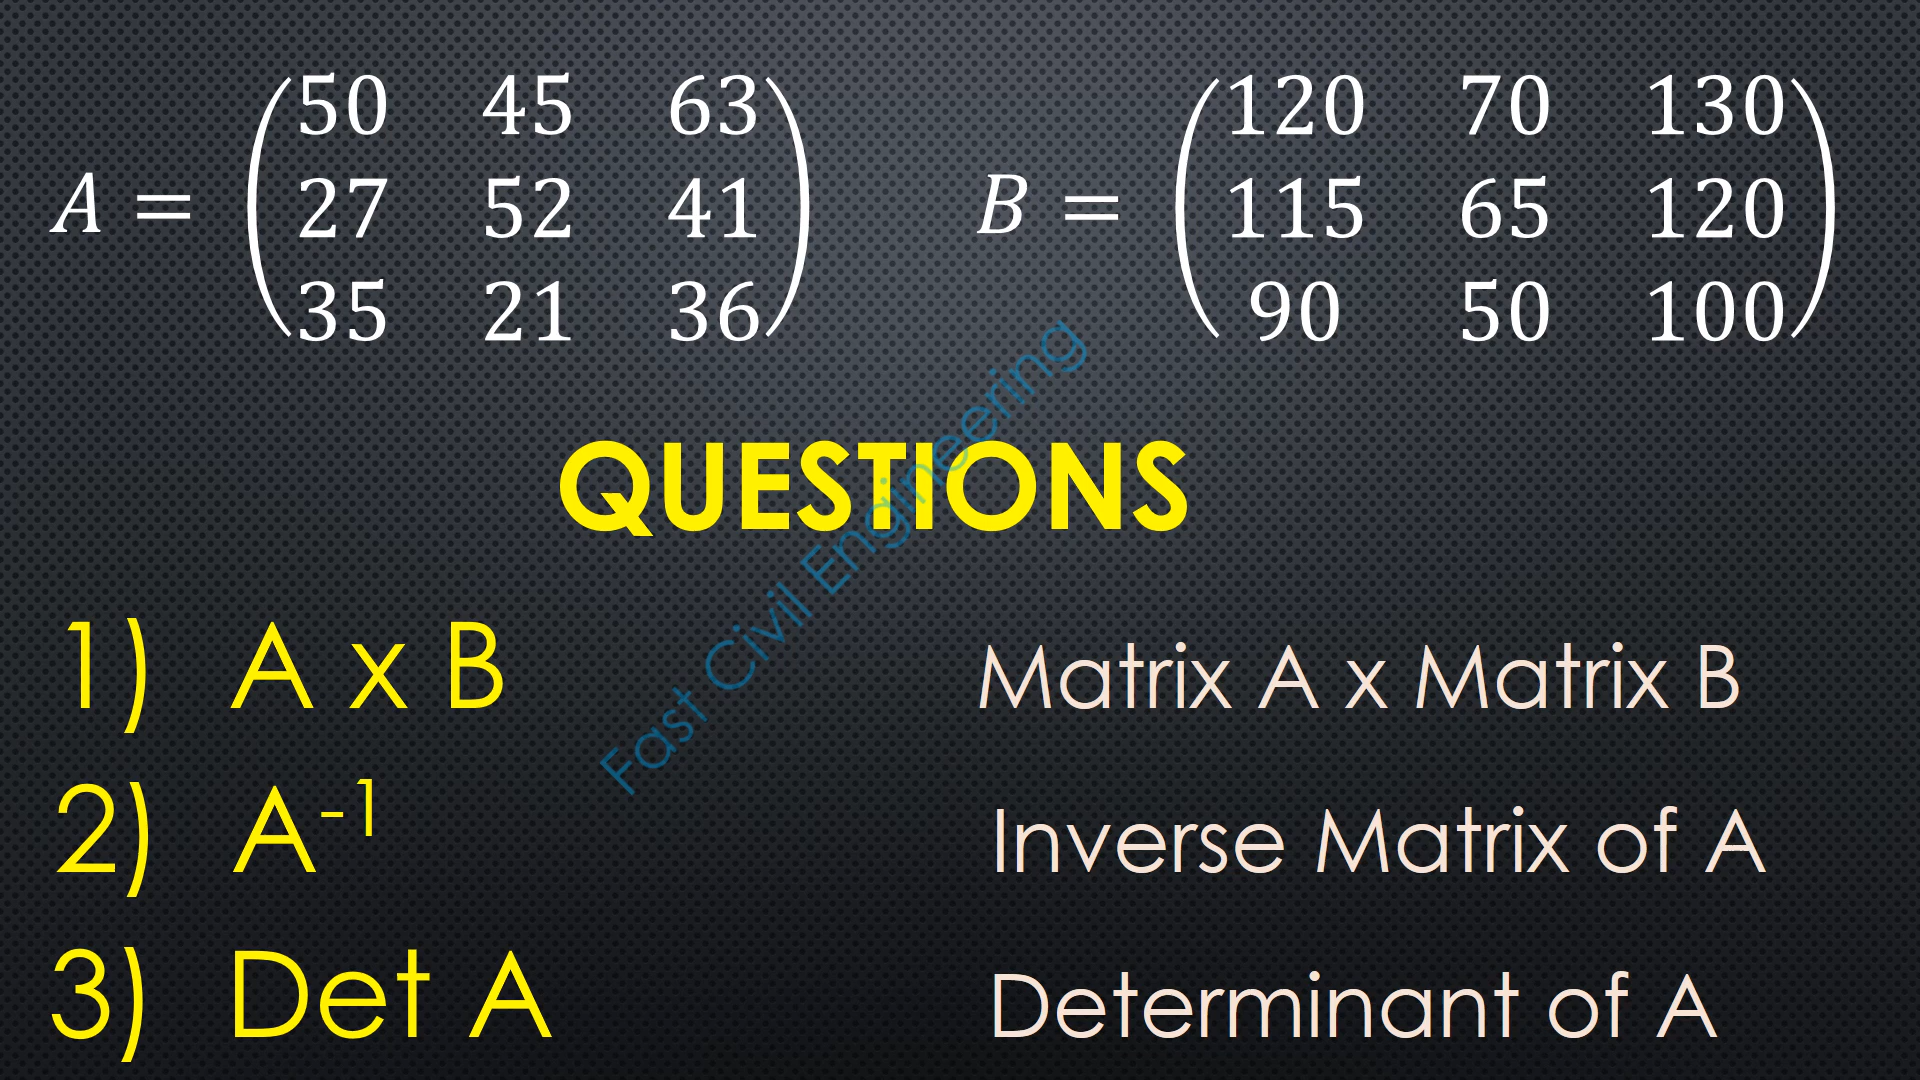 A = (50 45 63
27 52 41
35 21 36)
B = (120 70 130
115 65 120
90 50 100)
QUESTIONS
1) A x B Matrix A x Matrix B
2) A⁻¹ Inverse Matrix of A
3) Det A Determinant of A
Fast Civil Engineering